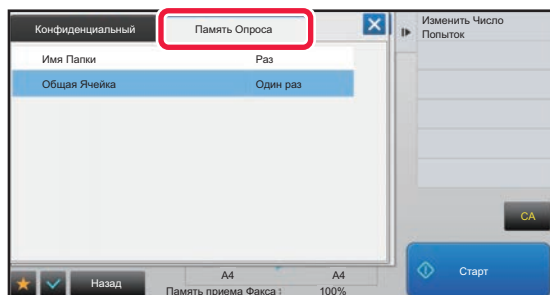 Конфиденциальный
Память Опроса
Имя Папки Раз
Общая Ячейка Один раз
Изменить Число
Попыток
CA
Старт
Назад
A4 A4
Память приема Факса : 100%